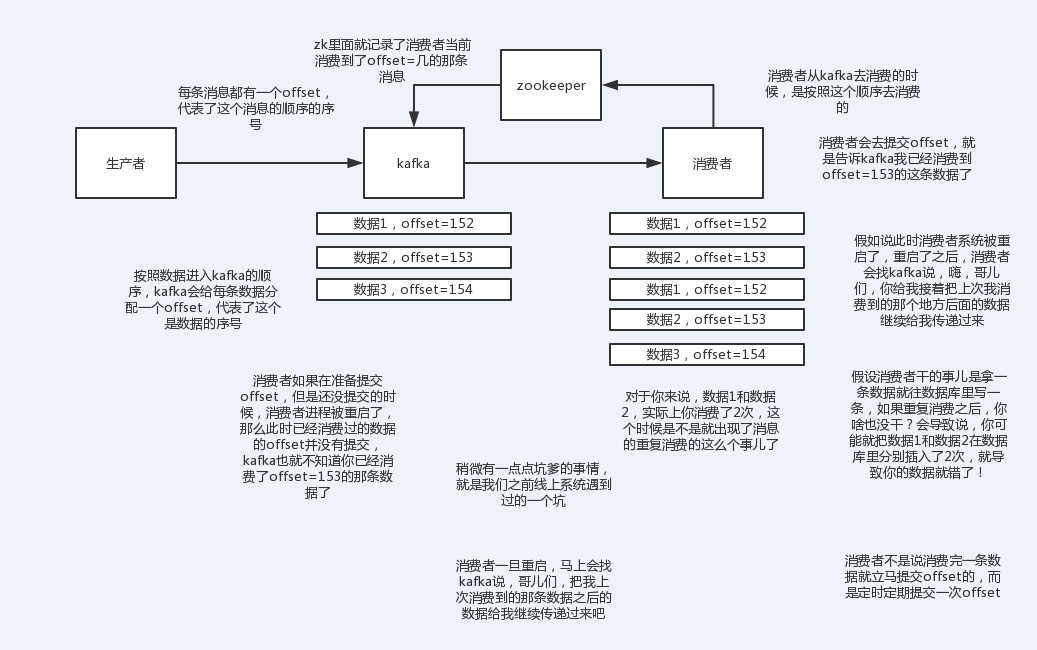 zk里面就记录了消费者当前
消费到了offset=几的那条
消息
zookeeper
消费者从kafka去消费的时
候，是按照这个顺序去消费
的
每条消息都有一个offset，
代表了这个消息的顺序的序
号
生产者
kafka
消费者
消费者会去提交offset，就
是告诉kafka我已经消费到
offset=153的这条数据了
数据1，offset=152
数据2，offset=153
数据3，offset=154
数据1，offset=152
数据2，offset=153
数据1，offset=152
数据2，offset=153
数据3，offset=154
假如说此时消费者系统被重
启了，重启了之后，消费者
会找kafka说，嗨，哥儿
们，你给我接着把上次我消
费到的那个地方后面的数据
继续给我传递过来
按照数据进入kafka的顺
序，kafka会给每条数据分
配一个offset，代表了这个
是数据的序号
消费者如果在准备提交
offset，但是还没提交的时
候，消费者进程被重启了，
那么此时已经消费过的数据
的offset并没有提交，
kafka也就不知道你已经消
费了offset=153的那条数
据了
对于你来说，数据1和数据
2，实际上你消费了2次，这
个时候是不是就出现了消息
的重复消费的这么个事儿了
假设消费者干的事儿是拿一
条数据就往数据库里写一
条，如果重复消费之后，你
啥也没干？会导致说，你可
能就把数据1和数据2在数据
库里分别插入了2次，就导
致你的数据就错了！
稍微有一点点坑爹的事情，
就是我们之前线上系统遇到
过的一个坑
消费者一旦重启，马上会找
kafka说，哥儿们，把我上
次消费到的那条数据之后的
数据给我继续传递过来吧
消费者不是说消费完一条数
据就立马提交offset的，而
是定时定期提交一次offset